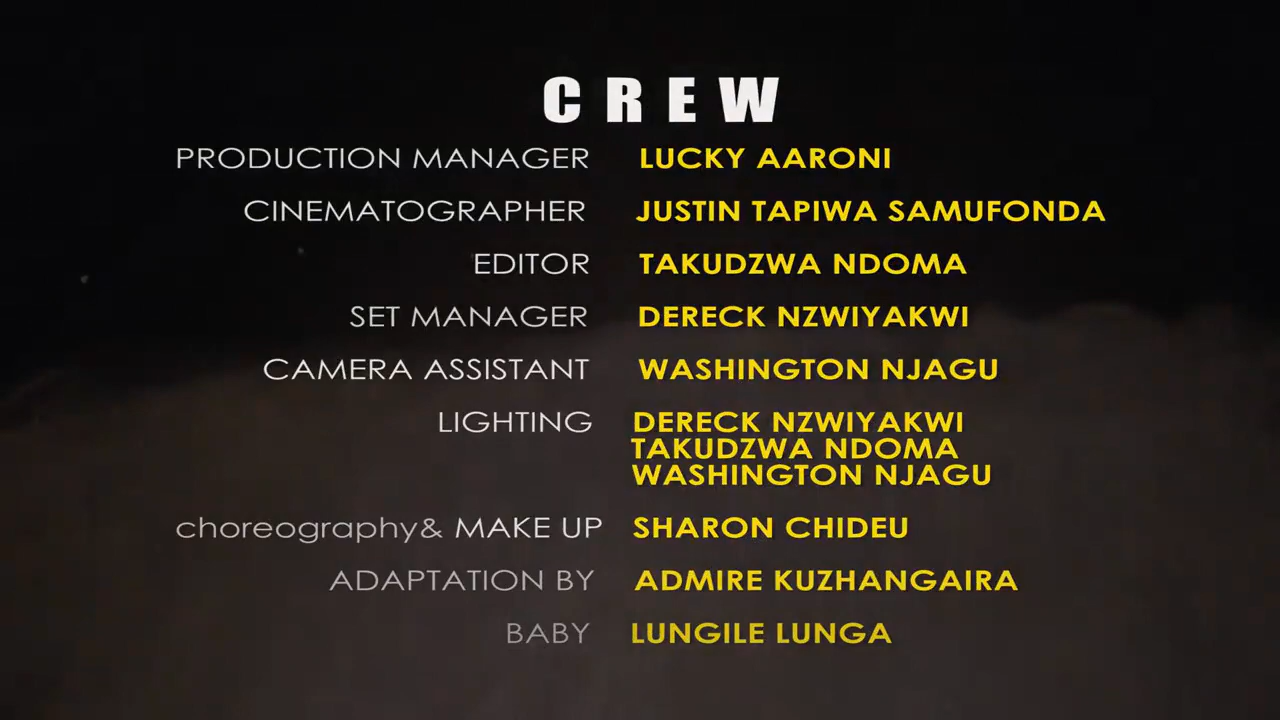 CREW
PRODUCTION MANAGER LUCKY AARONI
CINEMATOGRAPHER JUSTIN TAPIWA SAMUFONDA
EDITOR TAKUDZWA NDOMA
SET MANAGER DERECK NZWIYAKWI
CAMERA ASSISTANT WASHINGTON NJAGU
LIGHTING DERECK NZWIYAKWI
TAKUDZWA NDOMA
WASHINGTON NJAGU
choreography& MAKE UP SHARON CHIDEU
ADAPTATION BY ADMIRE KUZHANGAIRA
BABY LUNGILE LUNGA